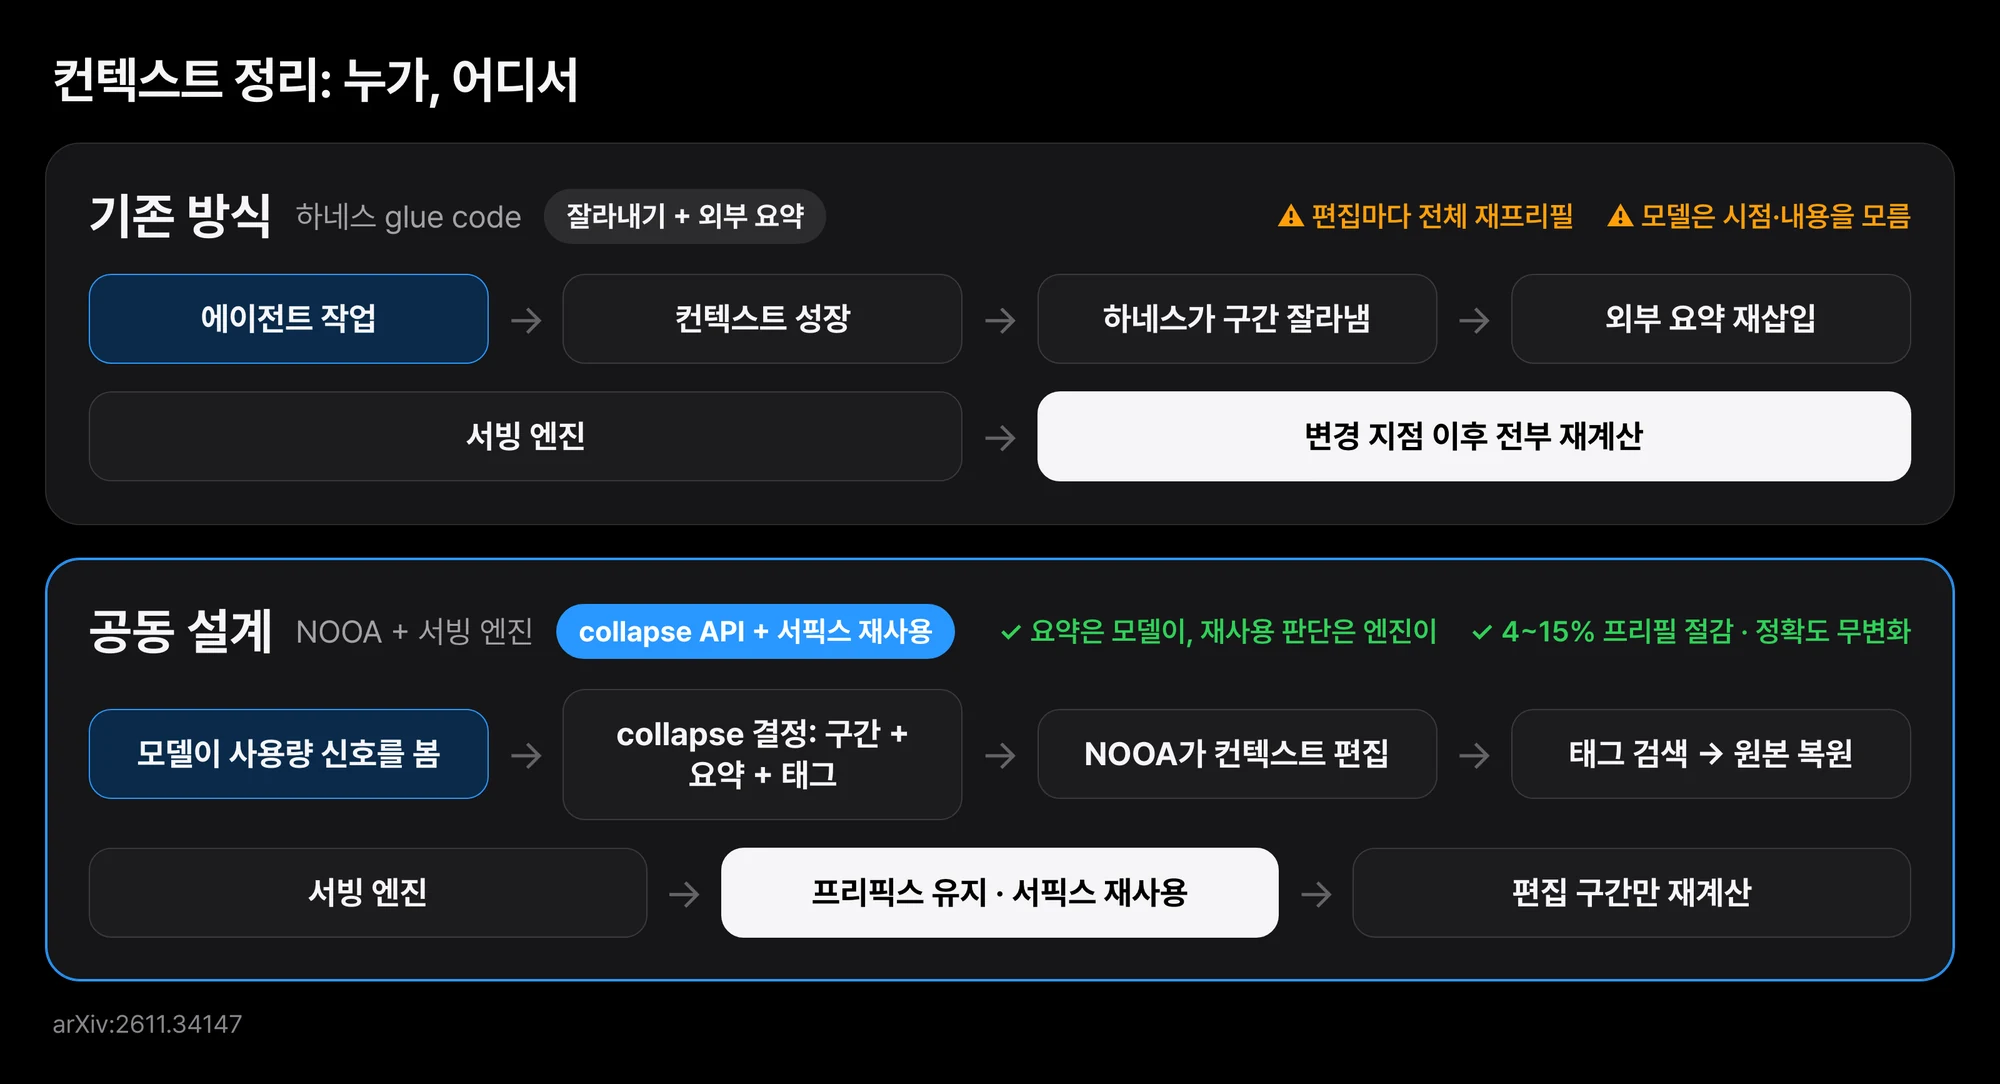 컨텍스트 정리: 누가, 어디서
기존 방식 하네스 glue code 잘라내기 + 외부 요약 ⚠ 편집마다 전체 재프리필 ⚠ 모델은 시점·내용을 모름
에이전트 작업 → 컨텍스트 성장 → 하네스가 구간 잘라냄 → 외부 요약 재삽입
서빙 엔진 → 변경 지점 이후 전부 재계산
공동 설계 NOOA + 서빙 엔진 collapse API + 서픽스 재사용 ✓ 요약은 모델이, 재사용 판단은 엔진이 ✓ 4~15% 프리필 절감 · 정확도 무변화
모델이 사용량 신호를 봄 → collapse 결정: 구간 +
요약 + 태그 → NOOA가 컨텍스트 편집 → 태그 검색 → 원본 복원
서빙 엔진 → 프리픽스 유지 · 서픽스 재사용 → 편집 구간만 재계산
arXiv:2611.34147